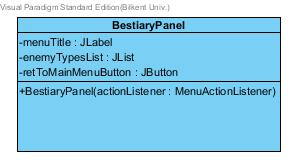 Visual Paradigm Standard Edition(Bilkent Univ.)
BestiaryPanel
-menuTitle : JLabel
-enemyTypesList : JList
-retToMainMenuButton : JButton
+BestiaryPanel(actionListener : MenuActionListener)